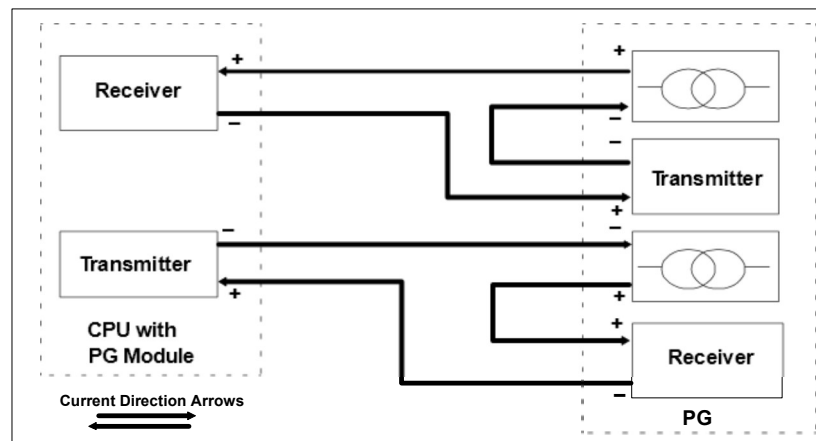 +
+
Receiver
−
−
−
Transmitter
+
−
−
Transmitter
+
+
+
CPU with
PG Module
Receiver
−
Current Direction Arrows
PG